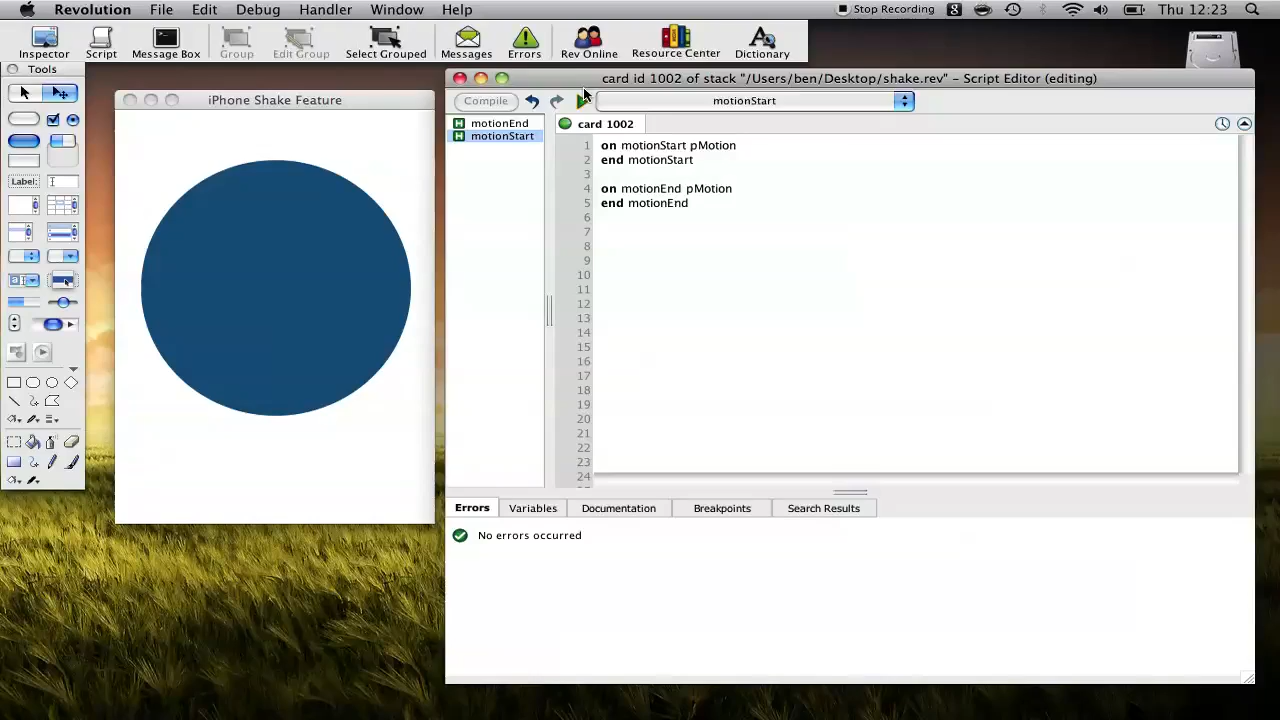 Revolution File Edit Debug Handler Window Help
Stop Recording Thu 12:23
Inspector Script Message Box Group Edit Group Select Grouped Messages Errors Rev Online Resource Center Dictionary
Tools
Label:
iPhone Shake Feature
card id 1002 of stack "/Users/ben/Desktop/shake.rev" – Script Editor (editing)
Compile
motionStart
motionEnd
motionStart
card 1002
1 on motionStart pMotion
2 end motionStart
3
4 on motionEnd pMotion
5 end motionEnd
6
7
8
9
10
11
12
13
14
15
16
17
18
19
20
21
22
23
24
Errors Variables Documentation Breakpoints Search Results
No errors occurred